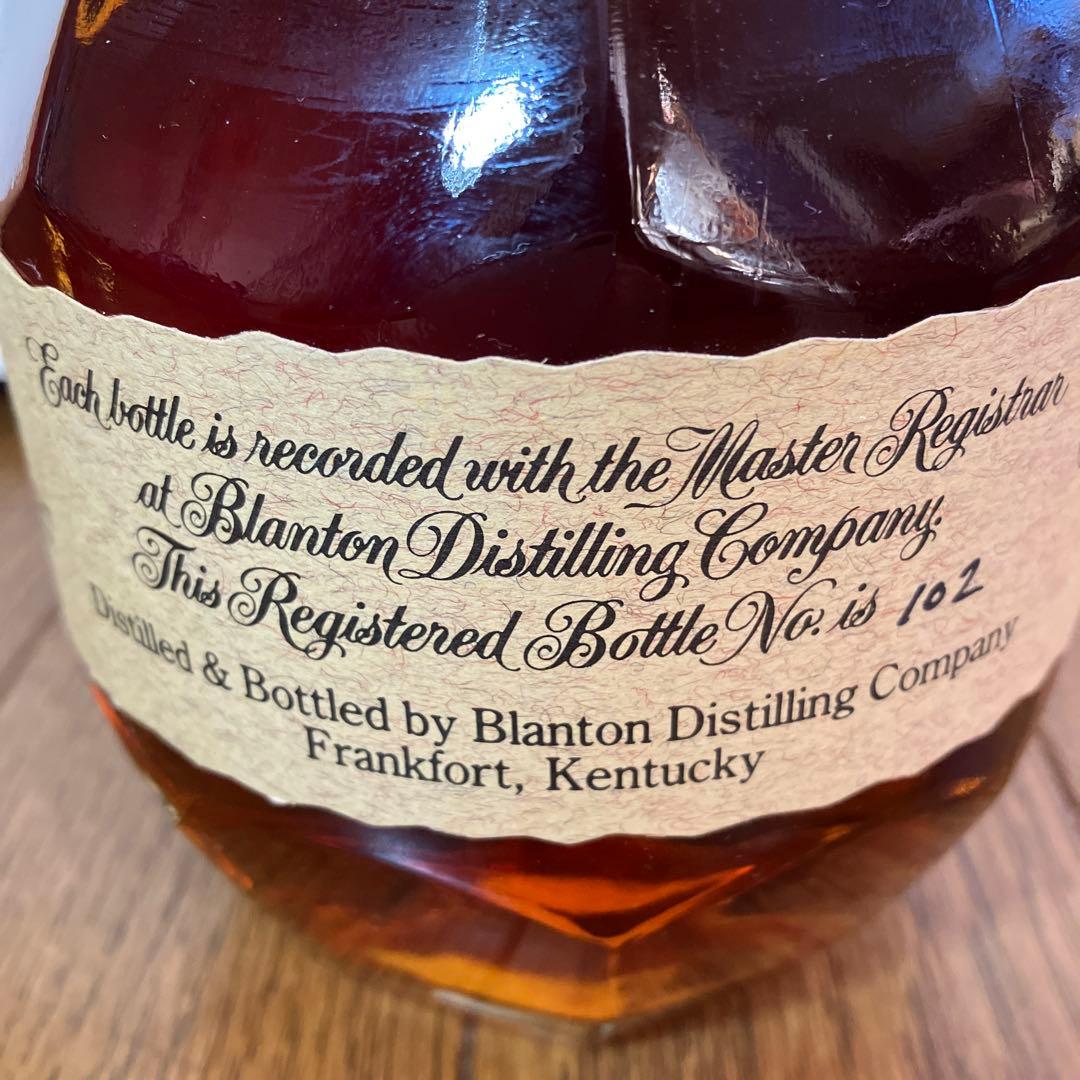 Each bottle is recorded with the Master Registrar
at Blanton Distilling Company.
This Registered Bottle No. is 102
Distilled & Bottled by Blanton Distilling Company
Frankfort, Kentucky